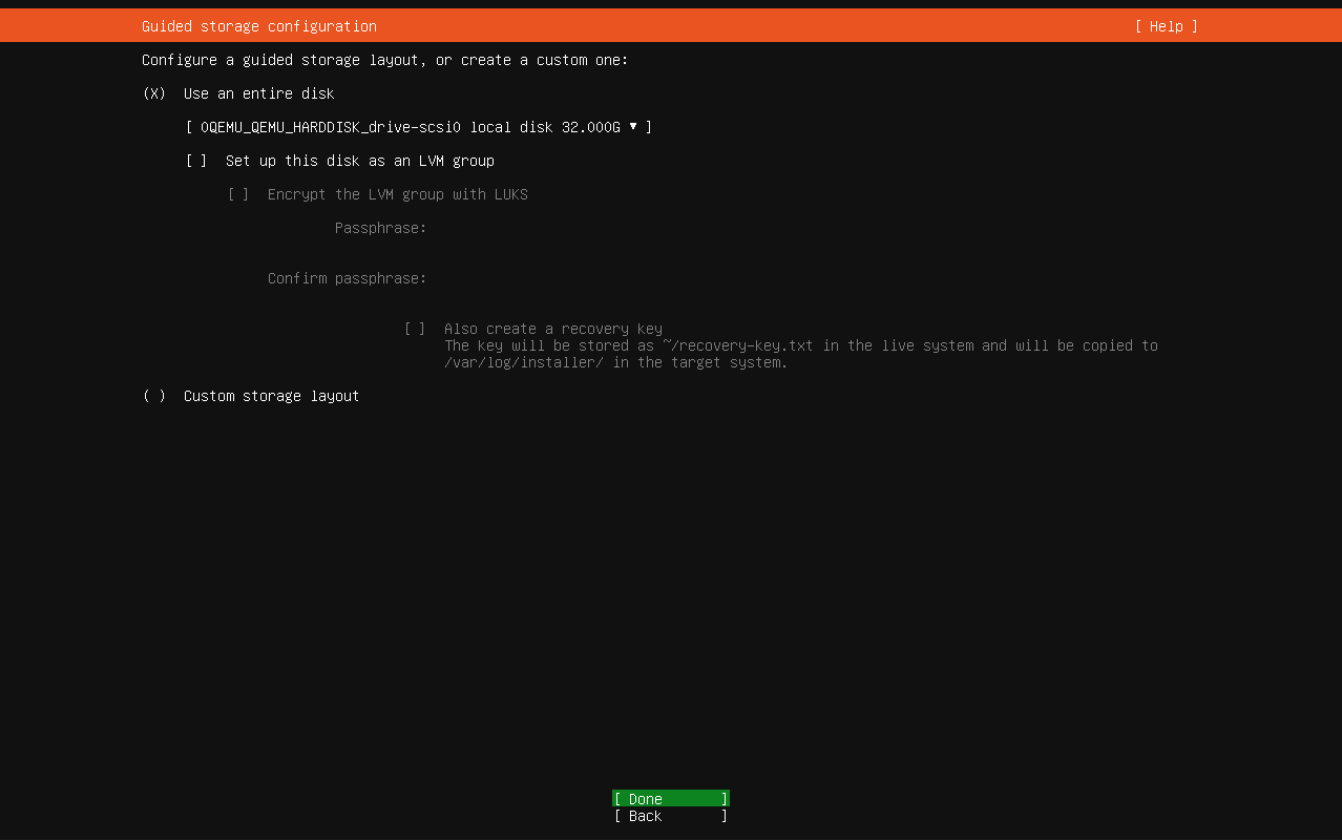 Guided storage configuration [ Help ]
Configure a guided storage layout, or create a custom one:
(X) Use an entire disk
[ 0QEMU_QEMU_HARDDISK_drive-scsi0 local disk 32.000G ▾ ]
[ ] Set up this disk as an LVM group
[ ] Encrypt the LVM group with LUKS
Passphrase:
Confirm passphrase:
[ ] Also create a recovery key
The key will be stored as ~/recovery-key.txt in the live system and will be copied to
/var/log/installer/ in the target system.
( ) Custom storage layout
[ Done ]
[ Back ]